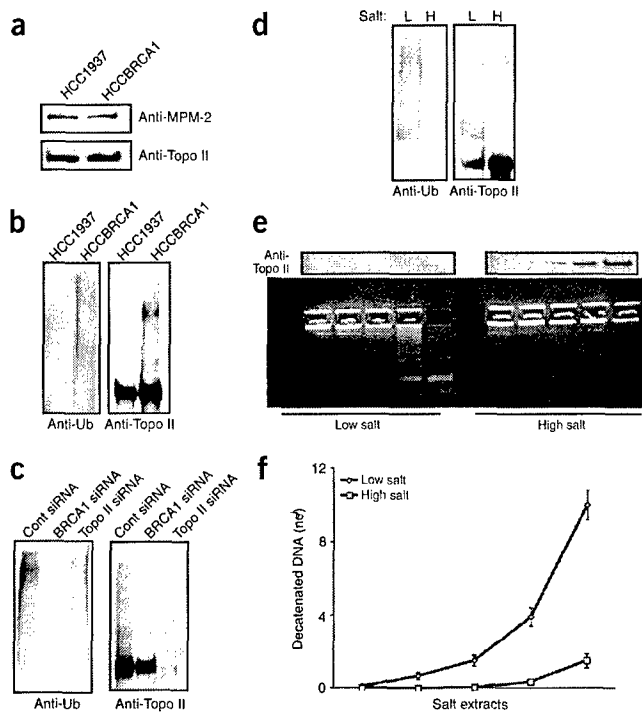 a
HCC1937
HCCBRCA1
Anti-MPM-2
Anti-Topo II
b
HCC1937
HCCBRCA1
HCC1937
HCCBRCA1
Anti-Ub
Anti-Topo II
c
Cont siRNA
BRCA1 siRNA
Topo II siRNA
Cont siRNA
BRCA1 siRNA
Topo II siRNA
Anti-Ub
Anti-Topo II
d
Salt: L H L H
Anti-Ub
Anti-Topo II
e
Anti-
Topo II
Low salt
High salt
f
Low salt
High salt
Decatenated DNA
12
8
4
0
Salt extracts